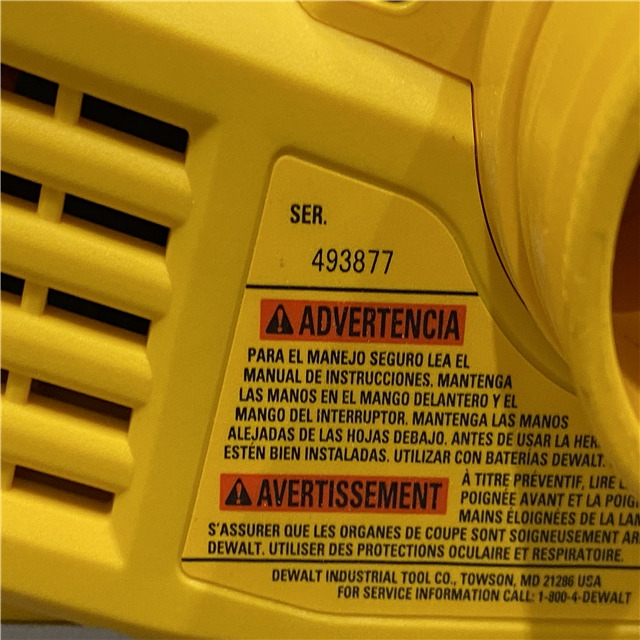 SER.
493877
ADVERTENCIA
PARA EL MANEJO SEGURO LEA EL
MANUAL DE INSTRUCCIONES. MANTENGA
LAS MANOS EN EL MANGO DELANTERO Y EL
MANGO DEL INTERRUPTOR. MANTENGA LAS MANOS
ALEJADAS DE LAS HOJAS DEBAJO. ANTES DE USAR LA
ESTÉN BIEN INSTALADAS. UTILIZAR CON BATERÍAS DEWALT.
AVERTISSEMENT
À TITRE PRÉVENTIF, LIRE
POIGNÉE AVANT ET LA
MAINS ÉLOIGNÉES DE LA
S'ASSURER QUE LES ORGANES DE COUPE SONT SOIGNEUSEMENT
DEWALT. UTILISER DES PROTECTIONS OCULAIRE ET RESPIRATOIRE.
DEWALT INDUSTRIAL TOOL CO., TOWSON, MD 21286 USA
FOR SERVICE INFORMATION CALL: 1-800-4-DEWALT